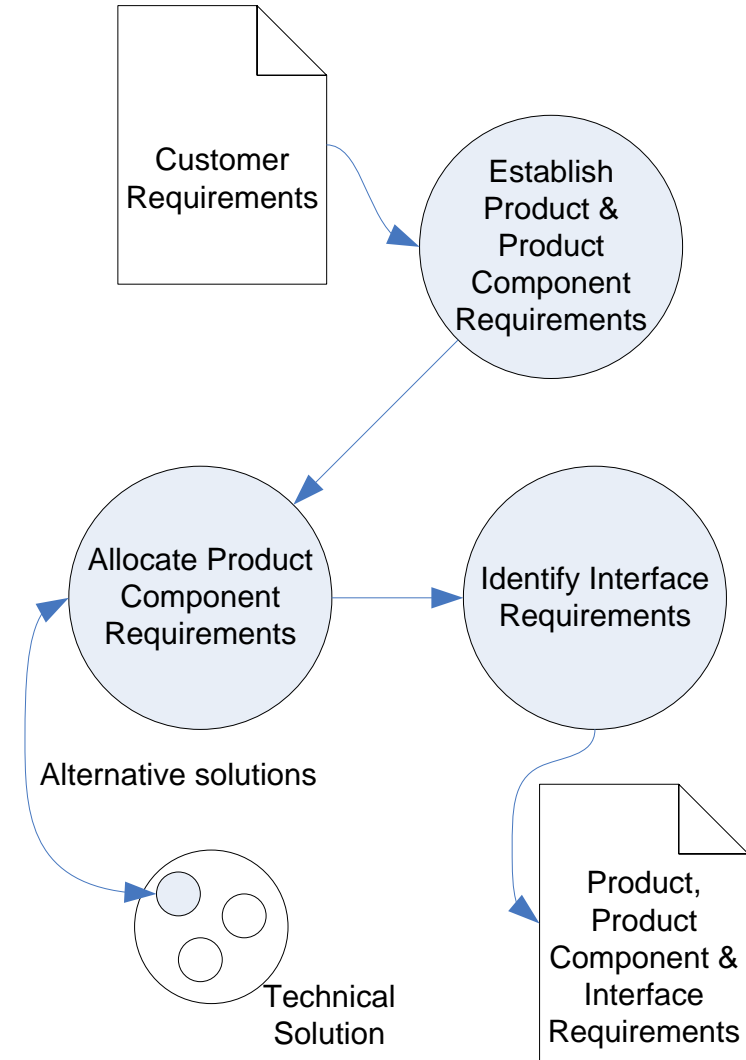 Customer
Requirements
Establish
Product &
Product
Component
Requirements
Allocate Product
Component
Requirements
Identify Interface
Requirements
Alternative solutions
Technical
Solution
Product,
Product
Component &
Interface
Requirements